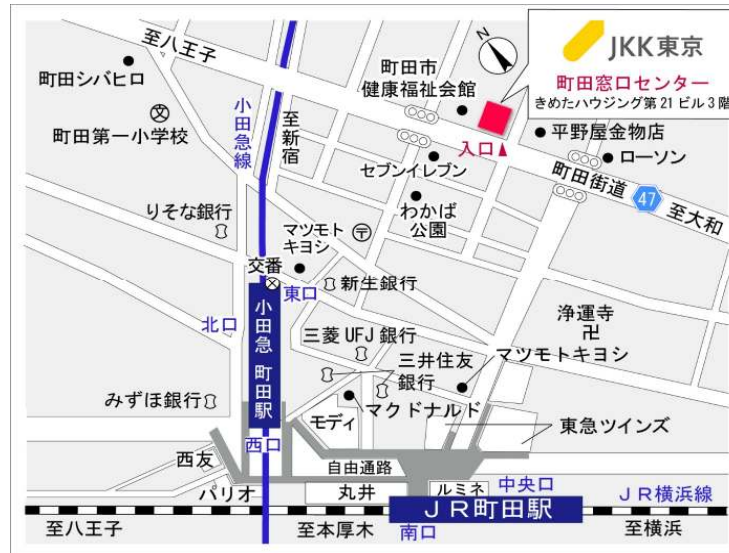 至八王子
JKK東京
町田窓口センター
きめたハウジング第21ビル3階
N
町田シバヒロ
町田市
健康福祉会館
町田第一小学校
小田急線
至新宿
入口
平野屋金物店
ローソン
セブンイレブン
町田街道
47
至大和
わかば
公園
りそな銀行
マツモト
キヨシ
交番
東口
新生銀行
小田急 町田駅
北口
浄運寺
三菱UFJ銀行
三井住友
銀行
マツモトキヨシ
みずほ銀行
マクドナルド
モディ
東急ツインズ
西口
西友
自由通路
パリオ
丸井
ルミネ
中央口
JR横浜線
JR町田駅
至八王子
至本厚木
南口
至横浜